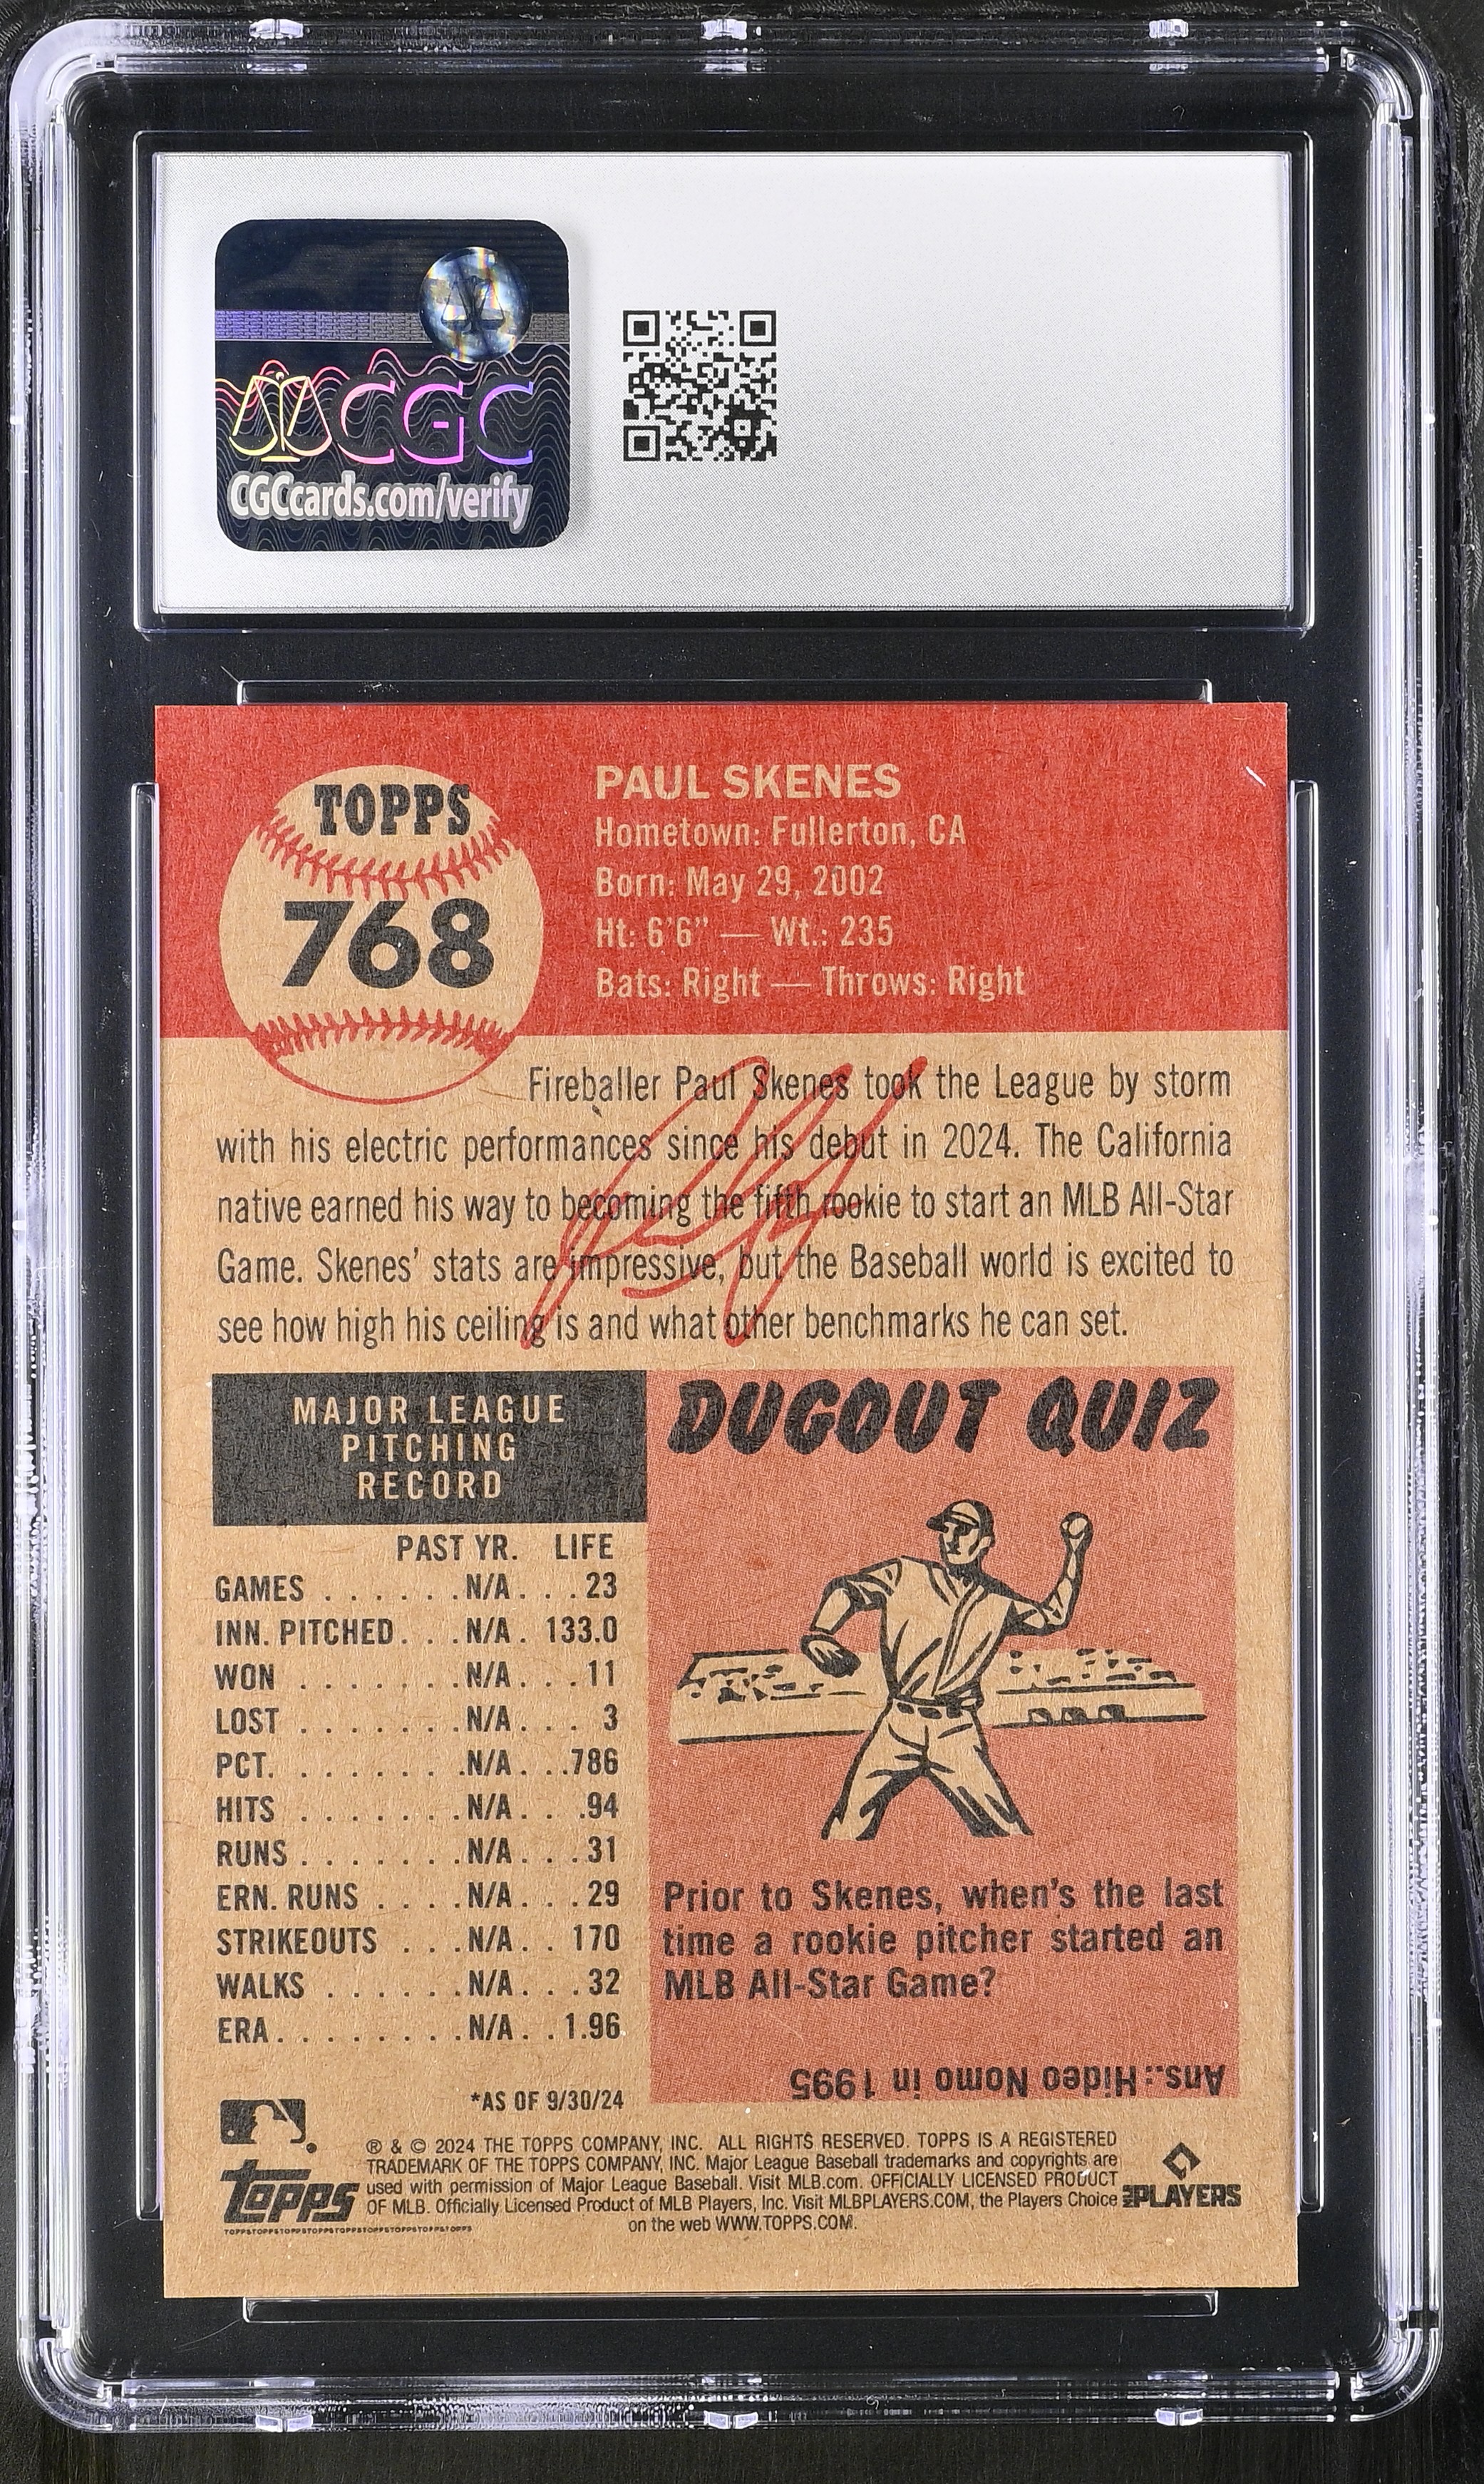 CGC
CGCcards.com/verify
TOPPS
768
PAUL SKENES
Hometown: Fullerton, CA
Born: May 29, 2002
Ht: 6'6” — Wt.: 235
Bats: Right — Throws: Right
Fireballer Paul Skenes took the League by storm
with his electric performances since his debut in 2024. The California
native earned his way to becoming the fifth rookie to start an MLB All-Star
Game. Skenes' stats are impressive, but the Baseball world is excited to
see how high his ceiling is and what other benchmarks he can set.
MAJOR LEAGUE
PITCHING
RECORD
PAST YR. LIFE
GAMES . . . . . . N/A . . . 23
INN. PITCHED . . . N/A . 133.0
WON . . . . . . . N/A . . . 11
LOST . . . . . . . N/A . . . 3
PCT. . . . . . . . N/A . . .786
HITS . . . . . . . N/A . . .94
RUNS . . . . . . . N/A . . . 31
ERN. RUNS . . . . N/A . . . 29
STRIKEOUTS . . . N/A . . 170
WALKS . . . . . . N/A . . . 32
ERA . . . . . . . . N/A . . 1.96
*AS OF 9/30/24
DUGOUT QUIZ
Prior to Skenes, when's the last
time a rookie pitcher started an
MLB All-Star Game?
Ans.: Hideo Nomo in 1995
® & © 2024 THE TOPPS COMPANY, INC. ALL RIGHTS RESERVED. TOPPS IS A REGISTERED
TRADEMARK OF THE TOPPS COMPANY, INC. Major League Baseball trademarks and copyrights are
used with permission of Major League Baseball. Visit MLB.com. OFFICIALLY LICENSED PRODUCT
OF MLB. Officially Licensed Product of MLB Players, Inc. Visit MLBPLAYERS.COM, the Players Choice
on the web WWW.TOPPS.COM.
topps
TOPPSTOPPSTOPPSTOPPSTOPPSTOPPSTOPPSTOPPSTOPPS
MLB PLAYERS